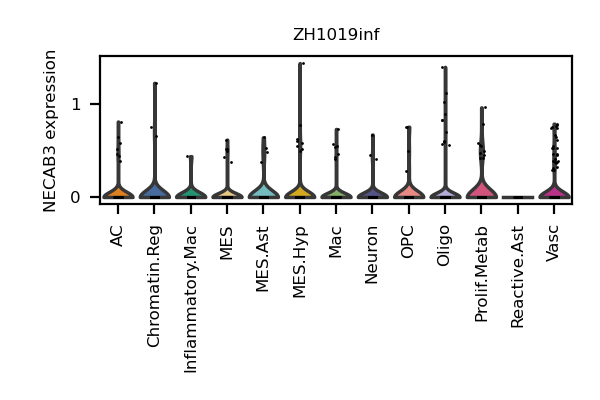 ZH1019inf
NECAB3 expression
1
0
AC
Chromatin.Reg
Inflammatory.Mac
MES
MES.Ast
MES.Hyp
Mac
Neuron
OPC
Oligo
Prolif.Metab
Reactive.Ast
Vasc